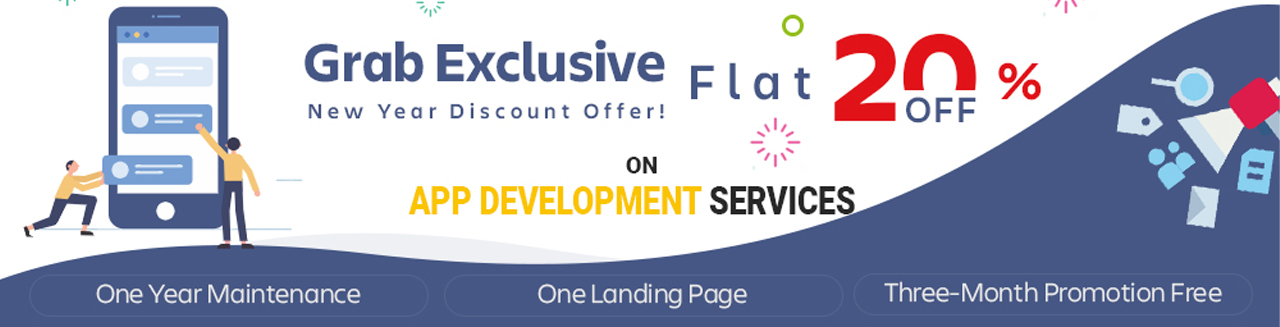 Grab Exclusive
New Year Discount Offer!
Flat 20%
OFF
ON
APP DEVELOPMENT SERVICES
One Year Maintenance
One Landing Page
Three-Month Promotion Free